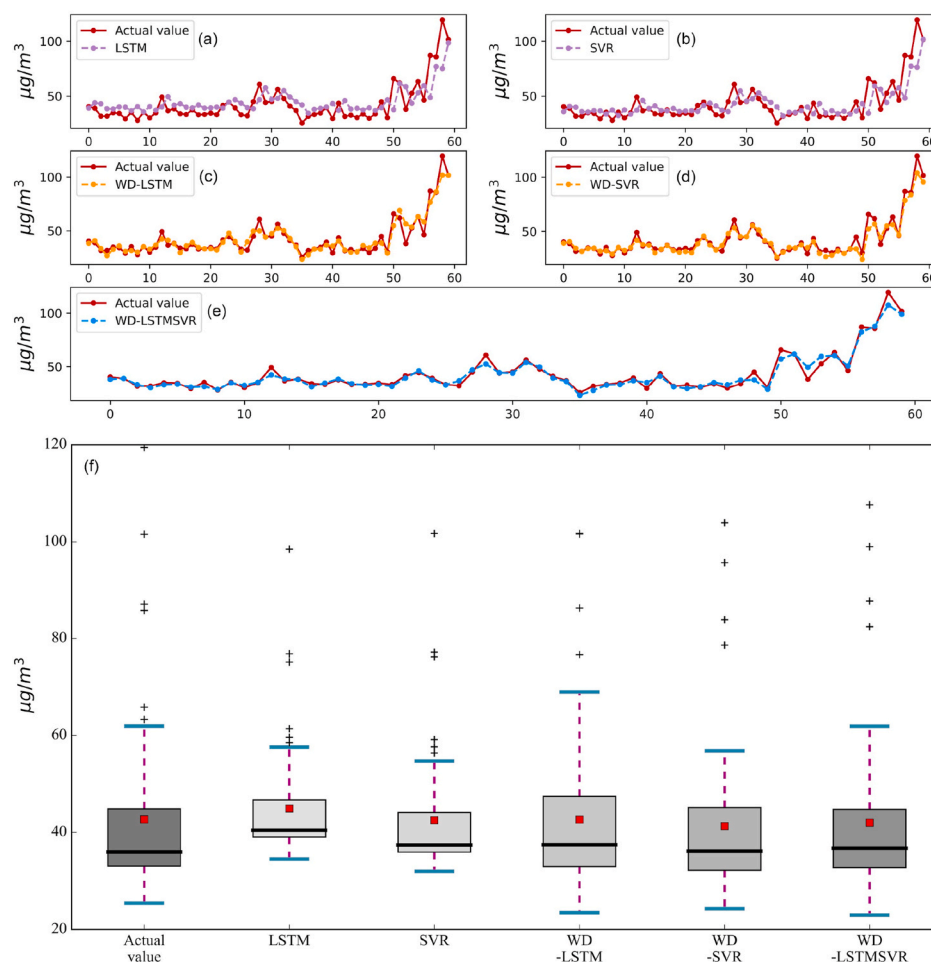 Actual value
LSTM
(a)
μg/m³
100
50
0 10 20 30 40 50 60
Actual value
SVR
(b)
μg/m³
100
50
0 10 20 30 40 50 60
Actual value
WD-LSTM
(c)
μg/m³
100
50
0 10 20 30 40 50 60
Actual value
WD-SVR
(d)
μg/m³
100
50
0 10 20 30 40 50 60
Actual value
WD-LSTMSVR
(e)
μg/m³
100
50
0 10 20 30 40 50 60
(f)
μg/m³
120
100
80
60
40
20
Actual value
LSTM
SVR
WD -LSTM
WD -SVR
WD -LSTMSVR